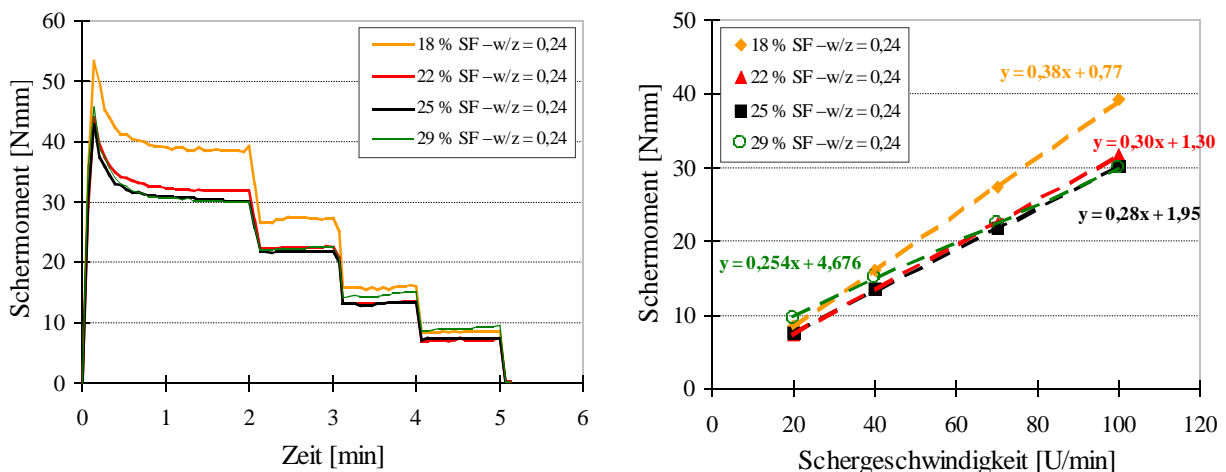 Schermoment [Nmm]
60
50
40
30
20
10
0
18 % SF –w/z = 0,24
22 % SF –w/z = 0,24
25 % SF –w/z = 0,24
29 % SF –w/z = 0,24
0 1 2 3 4 5 6
Zeit [min]
Schermoment [Nmm]
50
40
30
20
10
0
18 % SF –w/z = 0,24
22 % SF –w/z = 0,24
25 % SF –w/z = 0,24
29 % SF –w/z = 0,24
y = 0,38x + 0,77
y = 0,30x + 1,30
y = 0,28x + 1,95
y = 0,254x + 4,676
0 20 40 60 80 100 120
Schergeschwindigkeit [U/min]